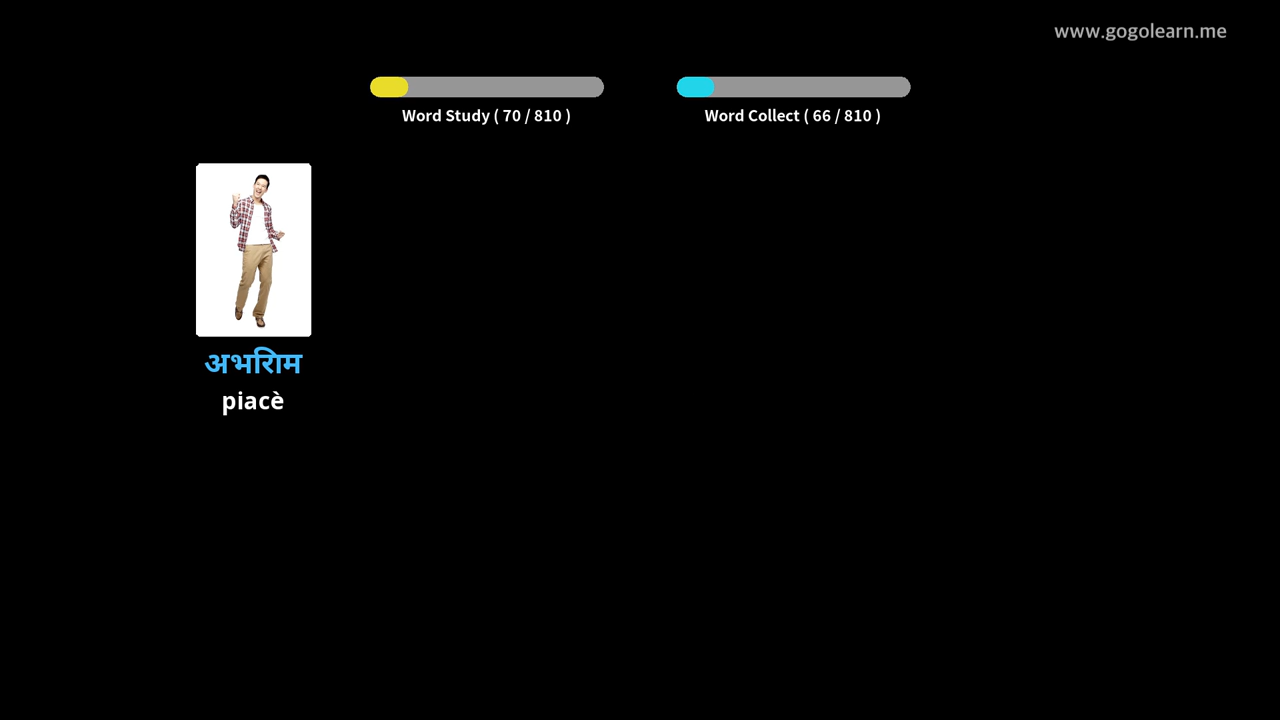 www.gogolearn.me
Word Study ( 70 / 810 )
Word Collect ( 66 / 810 )
अभिराम
piacè